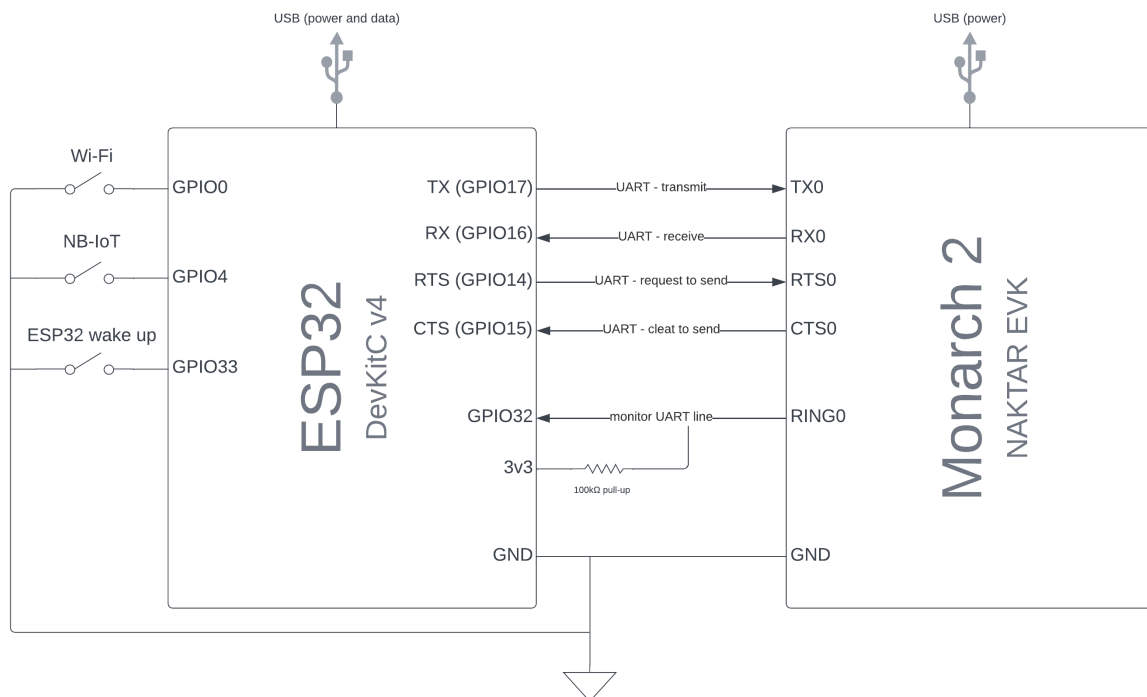 USB (power and data)
USB (power)
Wi-Fi
GPIO0
NB-IoT
GPIO4
ESP32 wake up
GPIO33
ESP32
DevKitC v4
TX (GPIO17)
UART - transmit
TX0
RX (GPIO16)
UART - receive
RX0
RTS (GPIO14)
UART - request to send
RTS0
CTS (GPIO15)
UART - cleat to send
CTS0
GPIO32
monitor UART line
RING0
3v3
100kΩ pull-up
GND
GND
Monarch 2
NAKTAR EVK